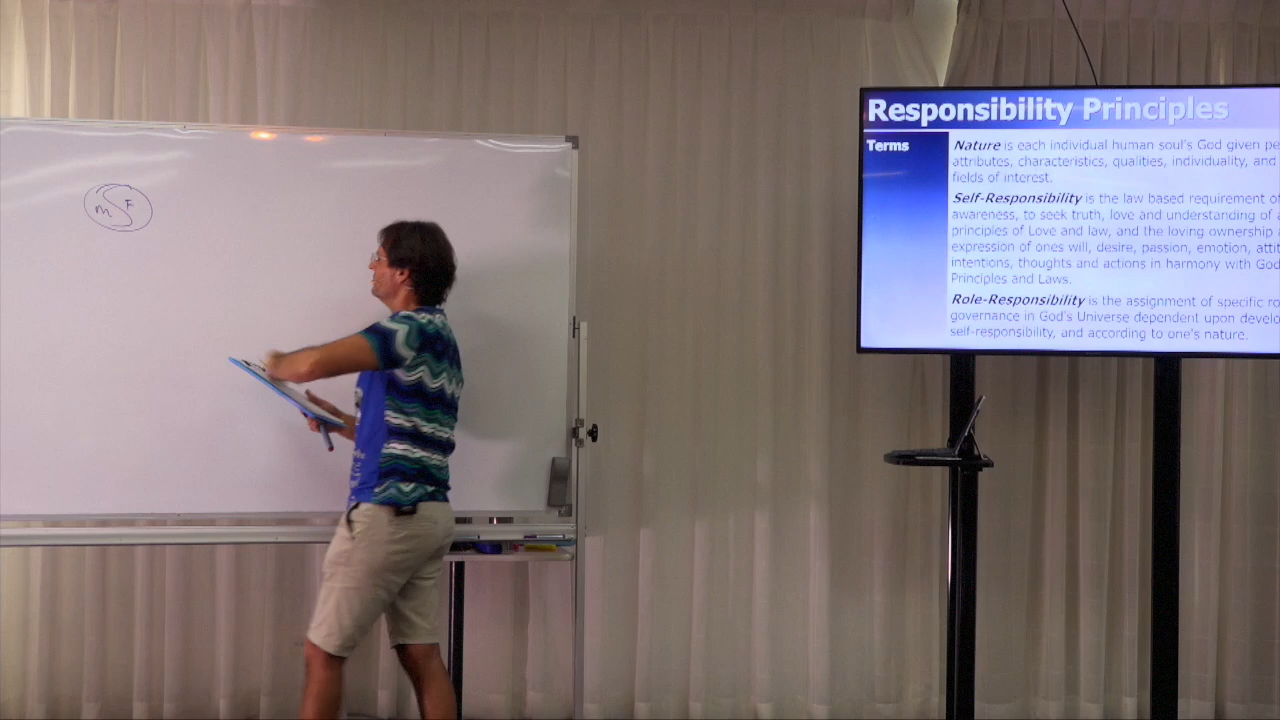 m F
Responsibility Principles
Terms
Nature is each individual human soul's God given
attributes, characteristics, qualities, individuality, and
fields of interest.
Self-Responsibility is the law based requirement of
awareness, to seek truth, love and understanding of
principles of Love and law, and the loving ownership
expression of ones will, desire, passion, emotion,
intentions, thoughts and actions in harmony with God
Principles and Laws.
Role-Responsibility is the assignment of specific
governance in God's Universe dependent upon
self-responsibility, and according to one's nature.